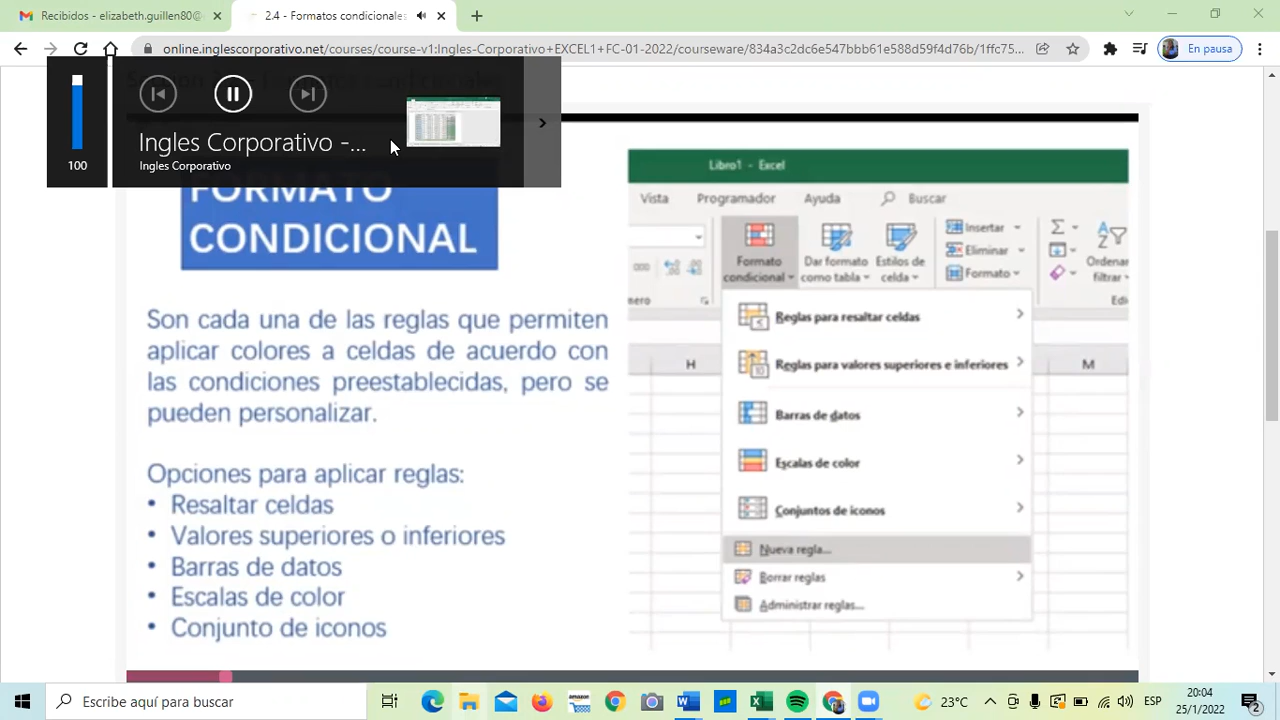 Recibidos - elizabeth.guillen80@
2.4 - Formatos condicionale
online.inglescorporativo.net/courses/course-v1:Ingles-Corporativo+EXCEL1+FC-01-2022/courseware/834a3c2dc6e547bbb61e588d59f4d76b/1ffc75...
En pausa
100
Ingles Corporativo -...
Ingles Corporativo
FORMATO
CONDICIONAL
Son cada una de las reglas que permiten
aplicar colores a celdas de acuerdo con
las condiciones preestablecidas, pero se
pueden personalizar.
Opciones para aplicar reglas:
• Resaltar celdas
• Valores superiores o inferiores
• Barras de datos
• Escalas de color
• Conjunto de iconos
Libro1 - Excel
Vista Programador Ayuda Buscar
Formato
condicional
Dar formato
como tabla
Estilos de
celda
Insertar
Eliminar
Formato
Ordenar
filtrar
000
nero
Edi
Reglas para resaltar celdas
H M
Reglas para valores superiores e inferiores
Barras de datos
Escalas de color
Conjuntos de iconos
Nueva regla...
Borrar reglas
Administrar reglas...
Escribe aquí para buscar
amazon
23°C
ESP
20:04
25/1/2022
2